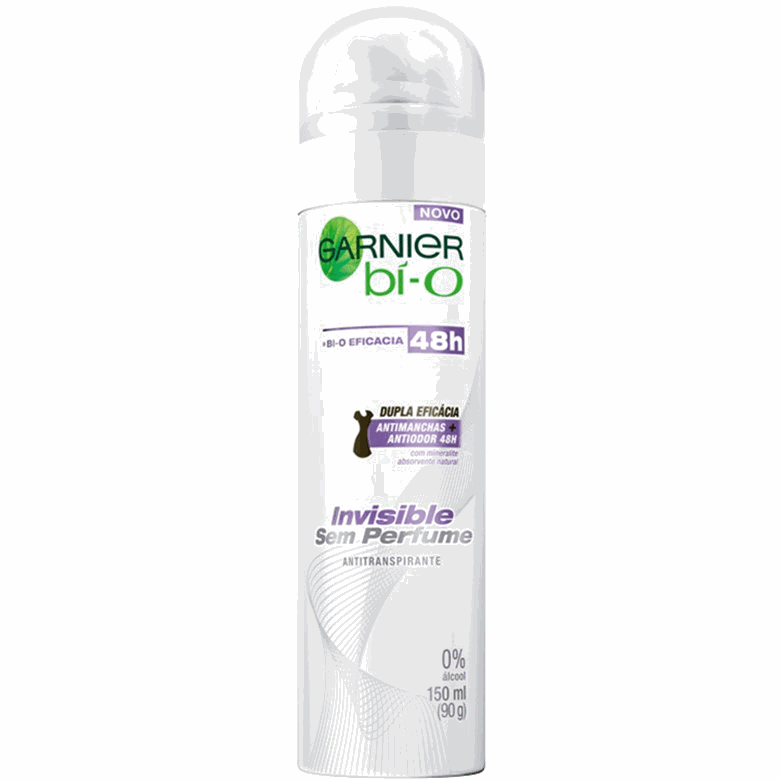 NOVO
GARNIER
bí-O
BI-O EFICACIA 48h
DUPLA EFICÁCIA
ANTIMANCHAS +
ANTIODOR 48H
com mineralite
absorvente natural
Invisible
Sem Perfume
ANTITRANSPIRANTE
0%
álcool
150 ml
(90 g)